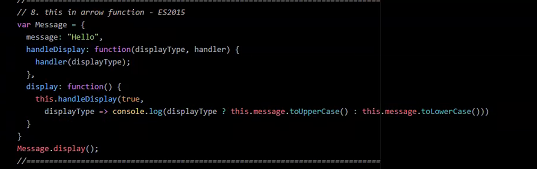 //================================================================================
// 8. this in arrow function - ES2015
var Message = {
  message: "Hello",
  handleDisplay: function(displayType, handler) {
    handler(displayType);
  },
  display: function() {
    this.handleDisplay(true,
      displayType => console.log(displayType ? this.message.toUpperCase() : this.message.toLowerCase()))
  }
}
Message.display();
//================================================================================